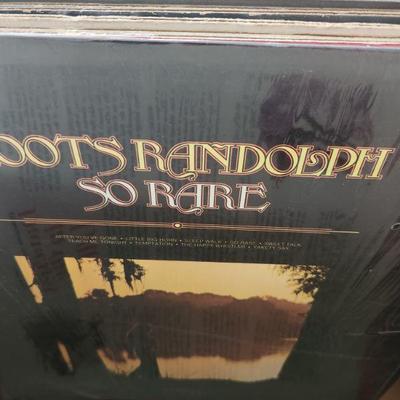 OOTS RANDOLPH
SO RARE
AFTER YOU'VE GONE • LITTLE BIG HORN • SLEEP WALK • SO RARE • SWEET TALK
TEACH ME TONIGHT • TEMPTATION • THE HAPPY WHISTLER • YAKETY SAX